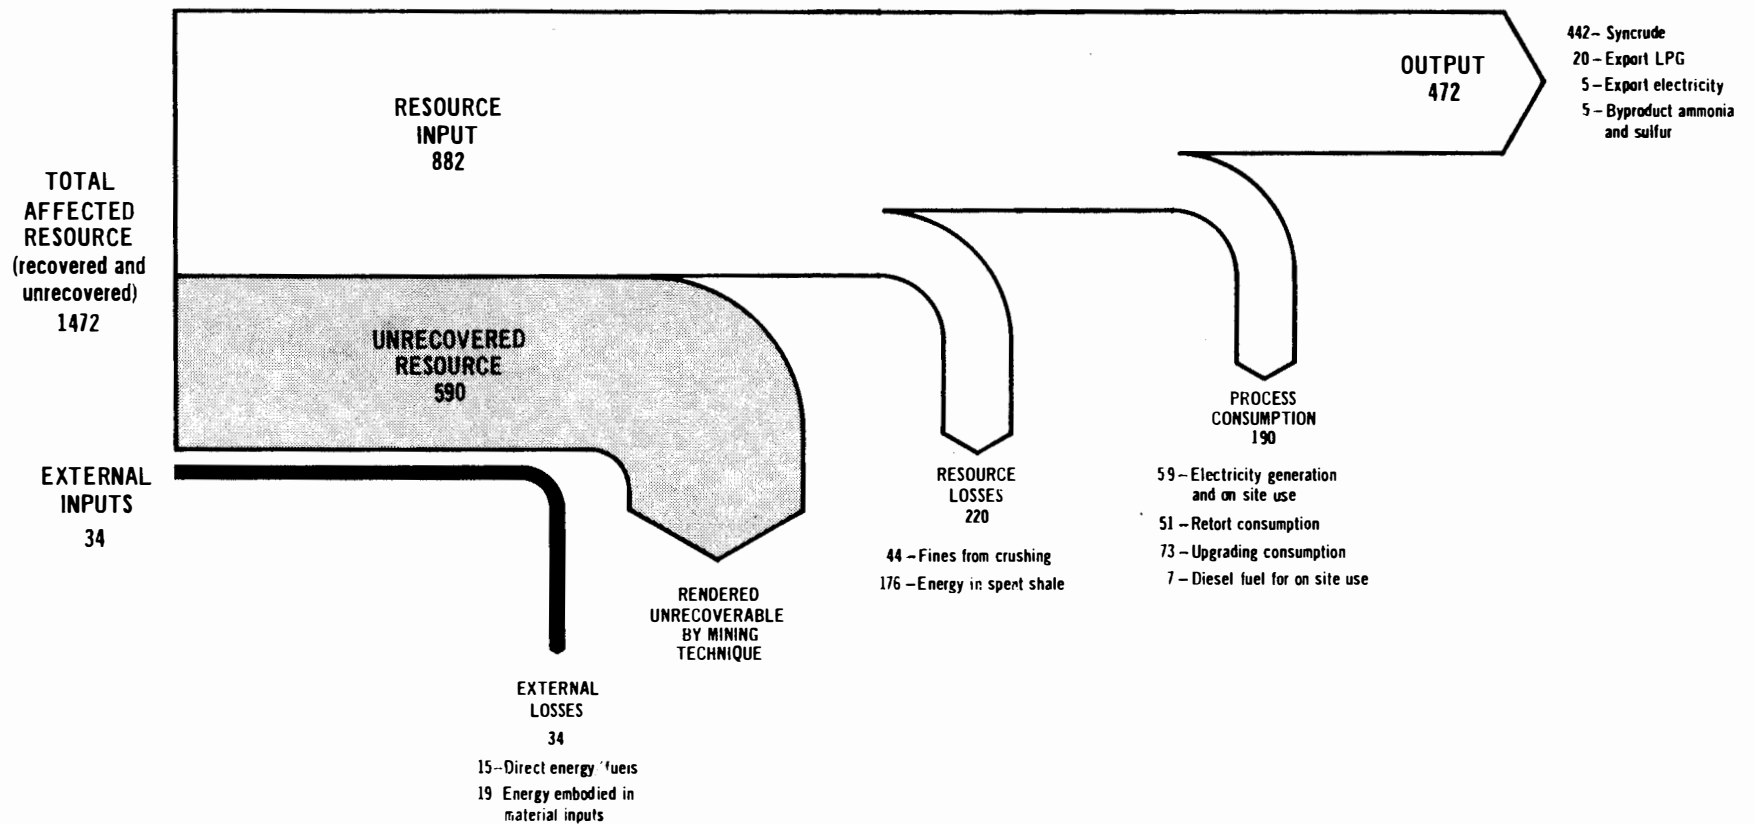 RESOURCE
INPUT
882
OUTPUT
472
442– Syncrude
20 – Export LPG
5 – Export electricity
5 – Byproduct ammonia
and sulfur
TOTAL
AFFECTED
RESOURCE
(recovered and
unrecovered)
1472
UNRECOVERED
RESOURCE
590
EXTERNAL
INPUTS
34
PROCESS
CONSUMPTION
190
59 – Electricity generation
and on site use
51 – Retort consumption
73 – Upgrading consumption
7 – Diesel fuel for on site use
RESOURCE
LOSSES
220
44 – Fines from crushing
176 – Energy in spent shale
RENDERED
UNRECOVERABLE
BY MINING
TECHNIQUE
EXTERNAL
LOSSES
34
15–Direct energy fuels
19 Energy embodied in
material inputs